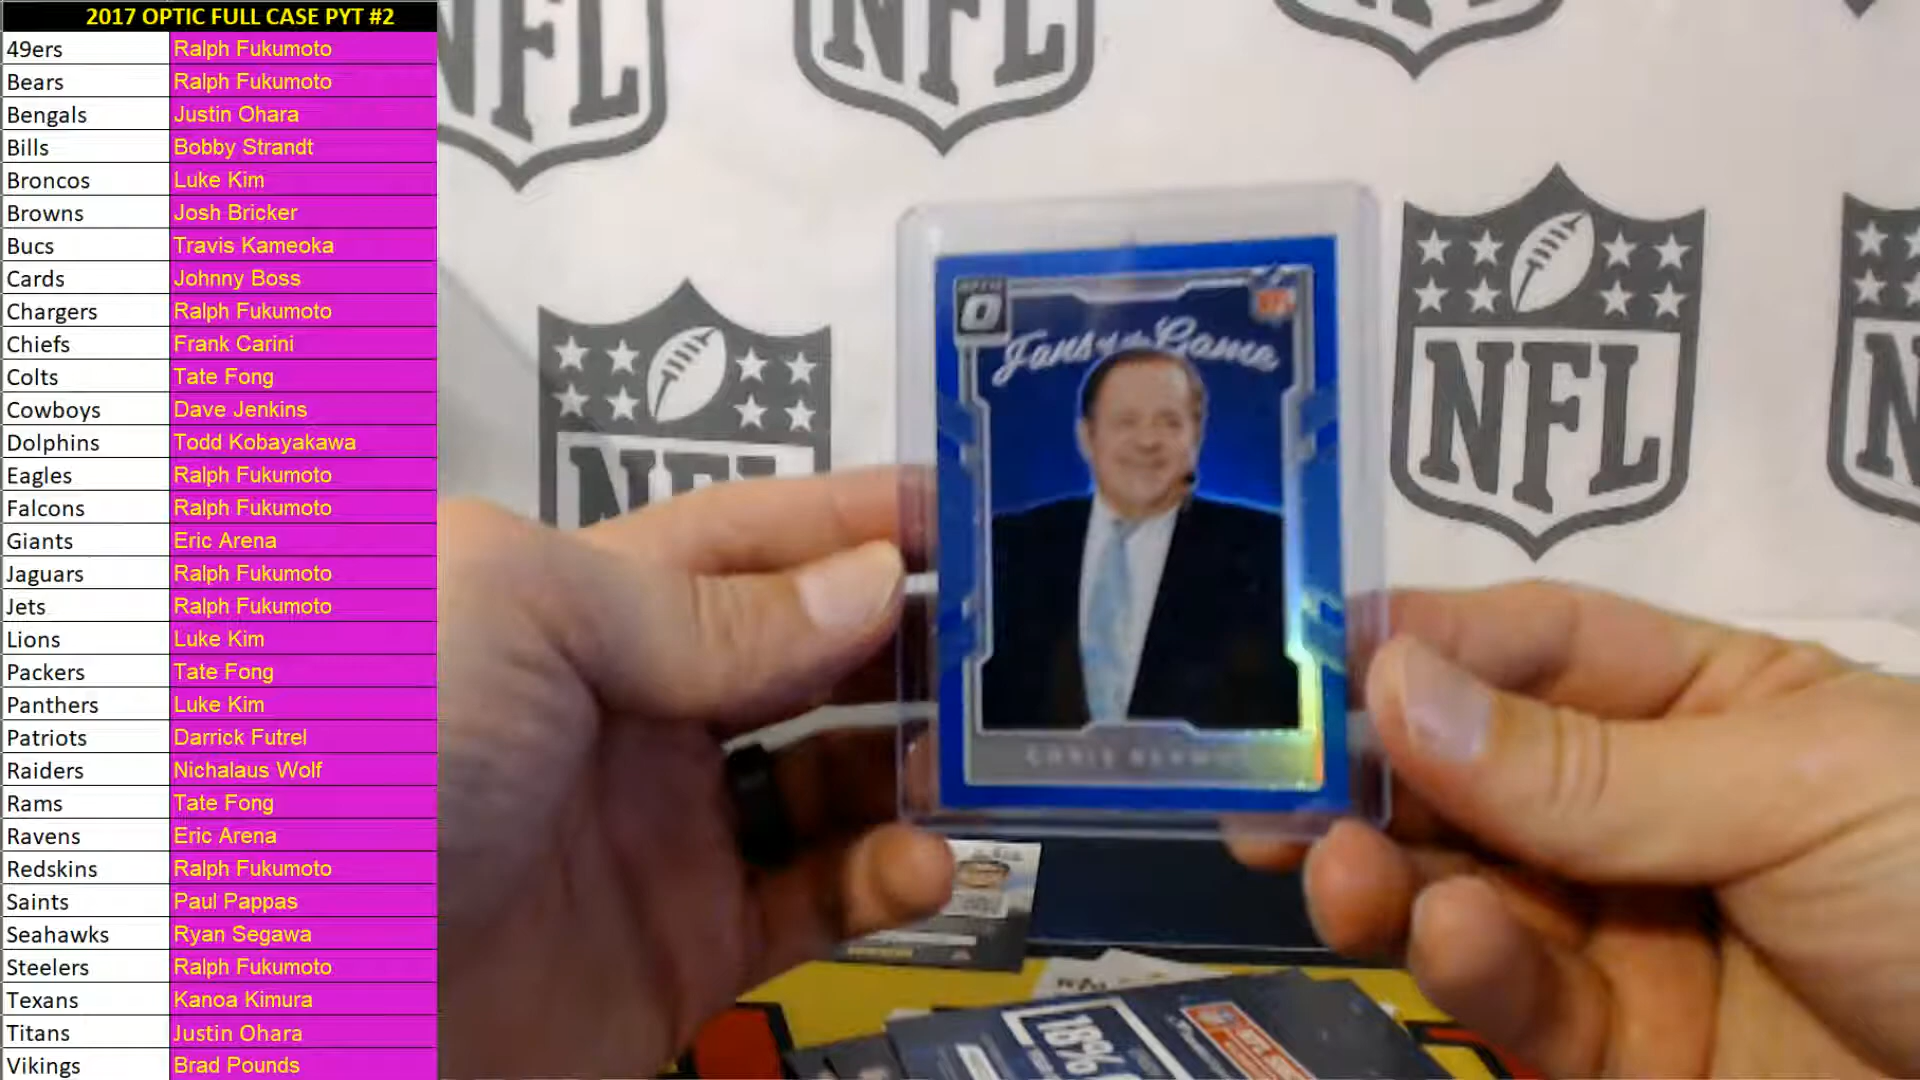 2017 OPTIC FULL CASE PYT #2
49ers Ralph Fukumoto
Bears Ralph Fukumoto
Bengals Justin Ohara
Bills Bobby Strandt
Broncos Luke Kim
Browns Josh Bricker
Bucs Travis Kameoka
Cards Johnny Boss
Chargers Ralph Fukumoto
Chiefs Frank Carini
Colts Tate Fong
Cowboys Dave Jenkins
Dolphins Todd Kobayakawa
Eagles Ralph Fukumoto
Falcons Ralph Fukumoto
Giants Eric Arena
Jaguars Ralph Fukumoto
Jets Ralph Fukumoto
Lions Luke Kim
Packers Tate Fong
Panthers Luke Kim
Patriots Darrick Futrel
Raiders Nichalaus Wolf
Rams Tate Fong
Ravens Eric Arena
Redskins Ralph Fukumoto
Saints Paul Pappas
Seahawks Ryan Segawa
Steelers Ralph Fukumoto
Texans Kanoa Kimura
Titans Justin Ohara
Vikings Brad Pounds
NFL
NFL
NFL
NFL
NFL
OPTIC
Fans of the Game
CHRIS
18%